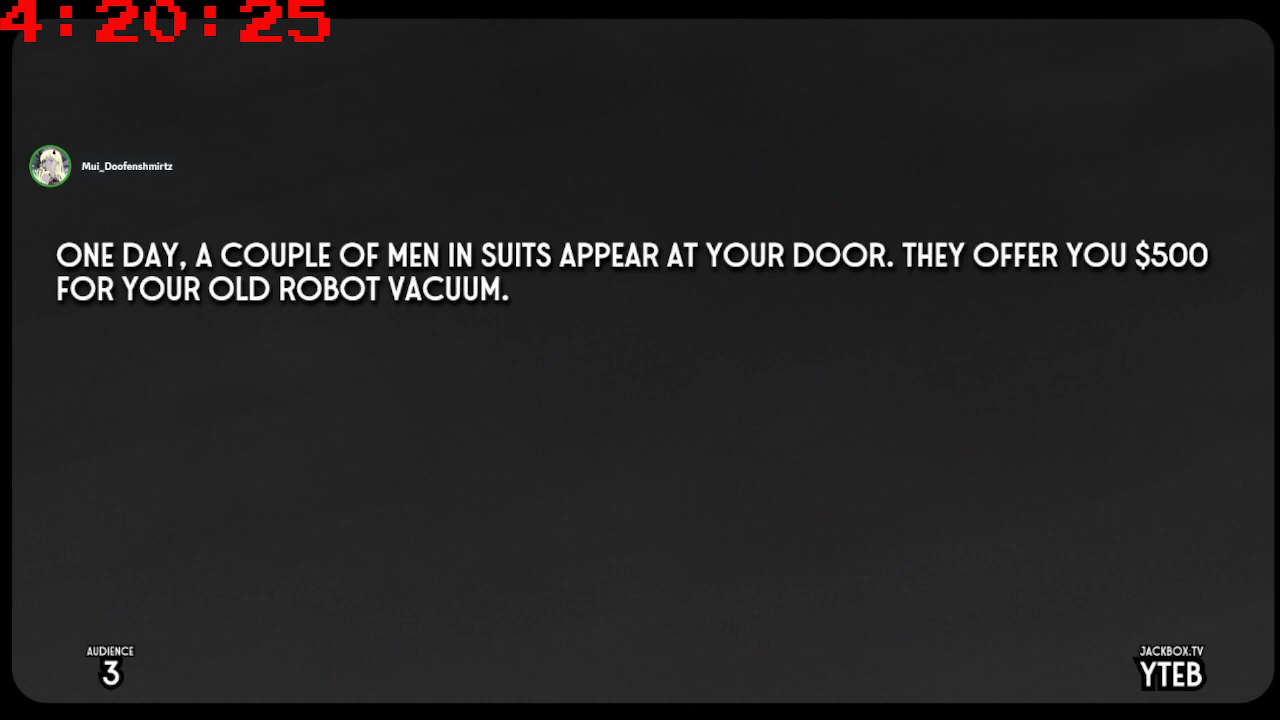 4:20:25
Mui_Doofenshmirtz
ONE DAY, A COUPLE OF MEN IN SUITS APPEAR AT YOUR DOOR. THEY OFFER YOU $500
FOR YOUR OLD ROBOT VACUUM.
AUDIENCE
3
JACKBOX.TV
YTEB